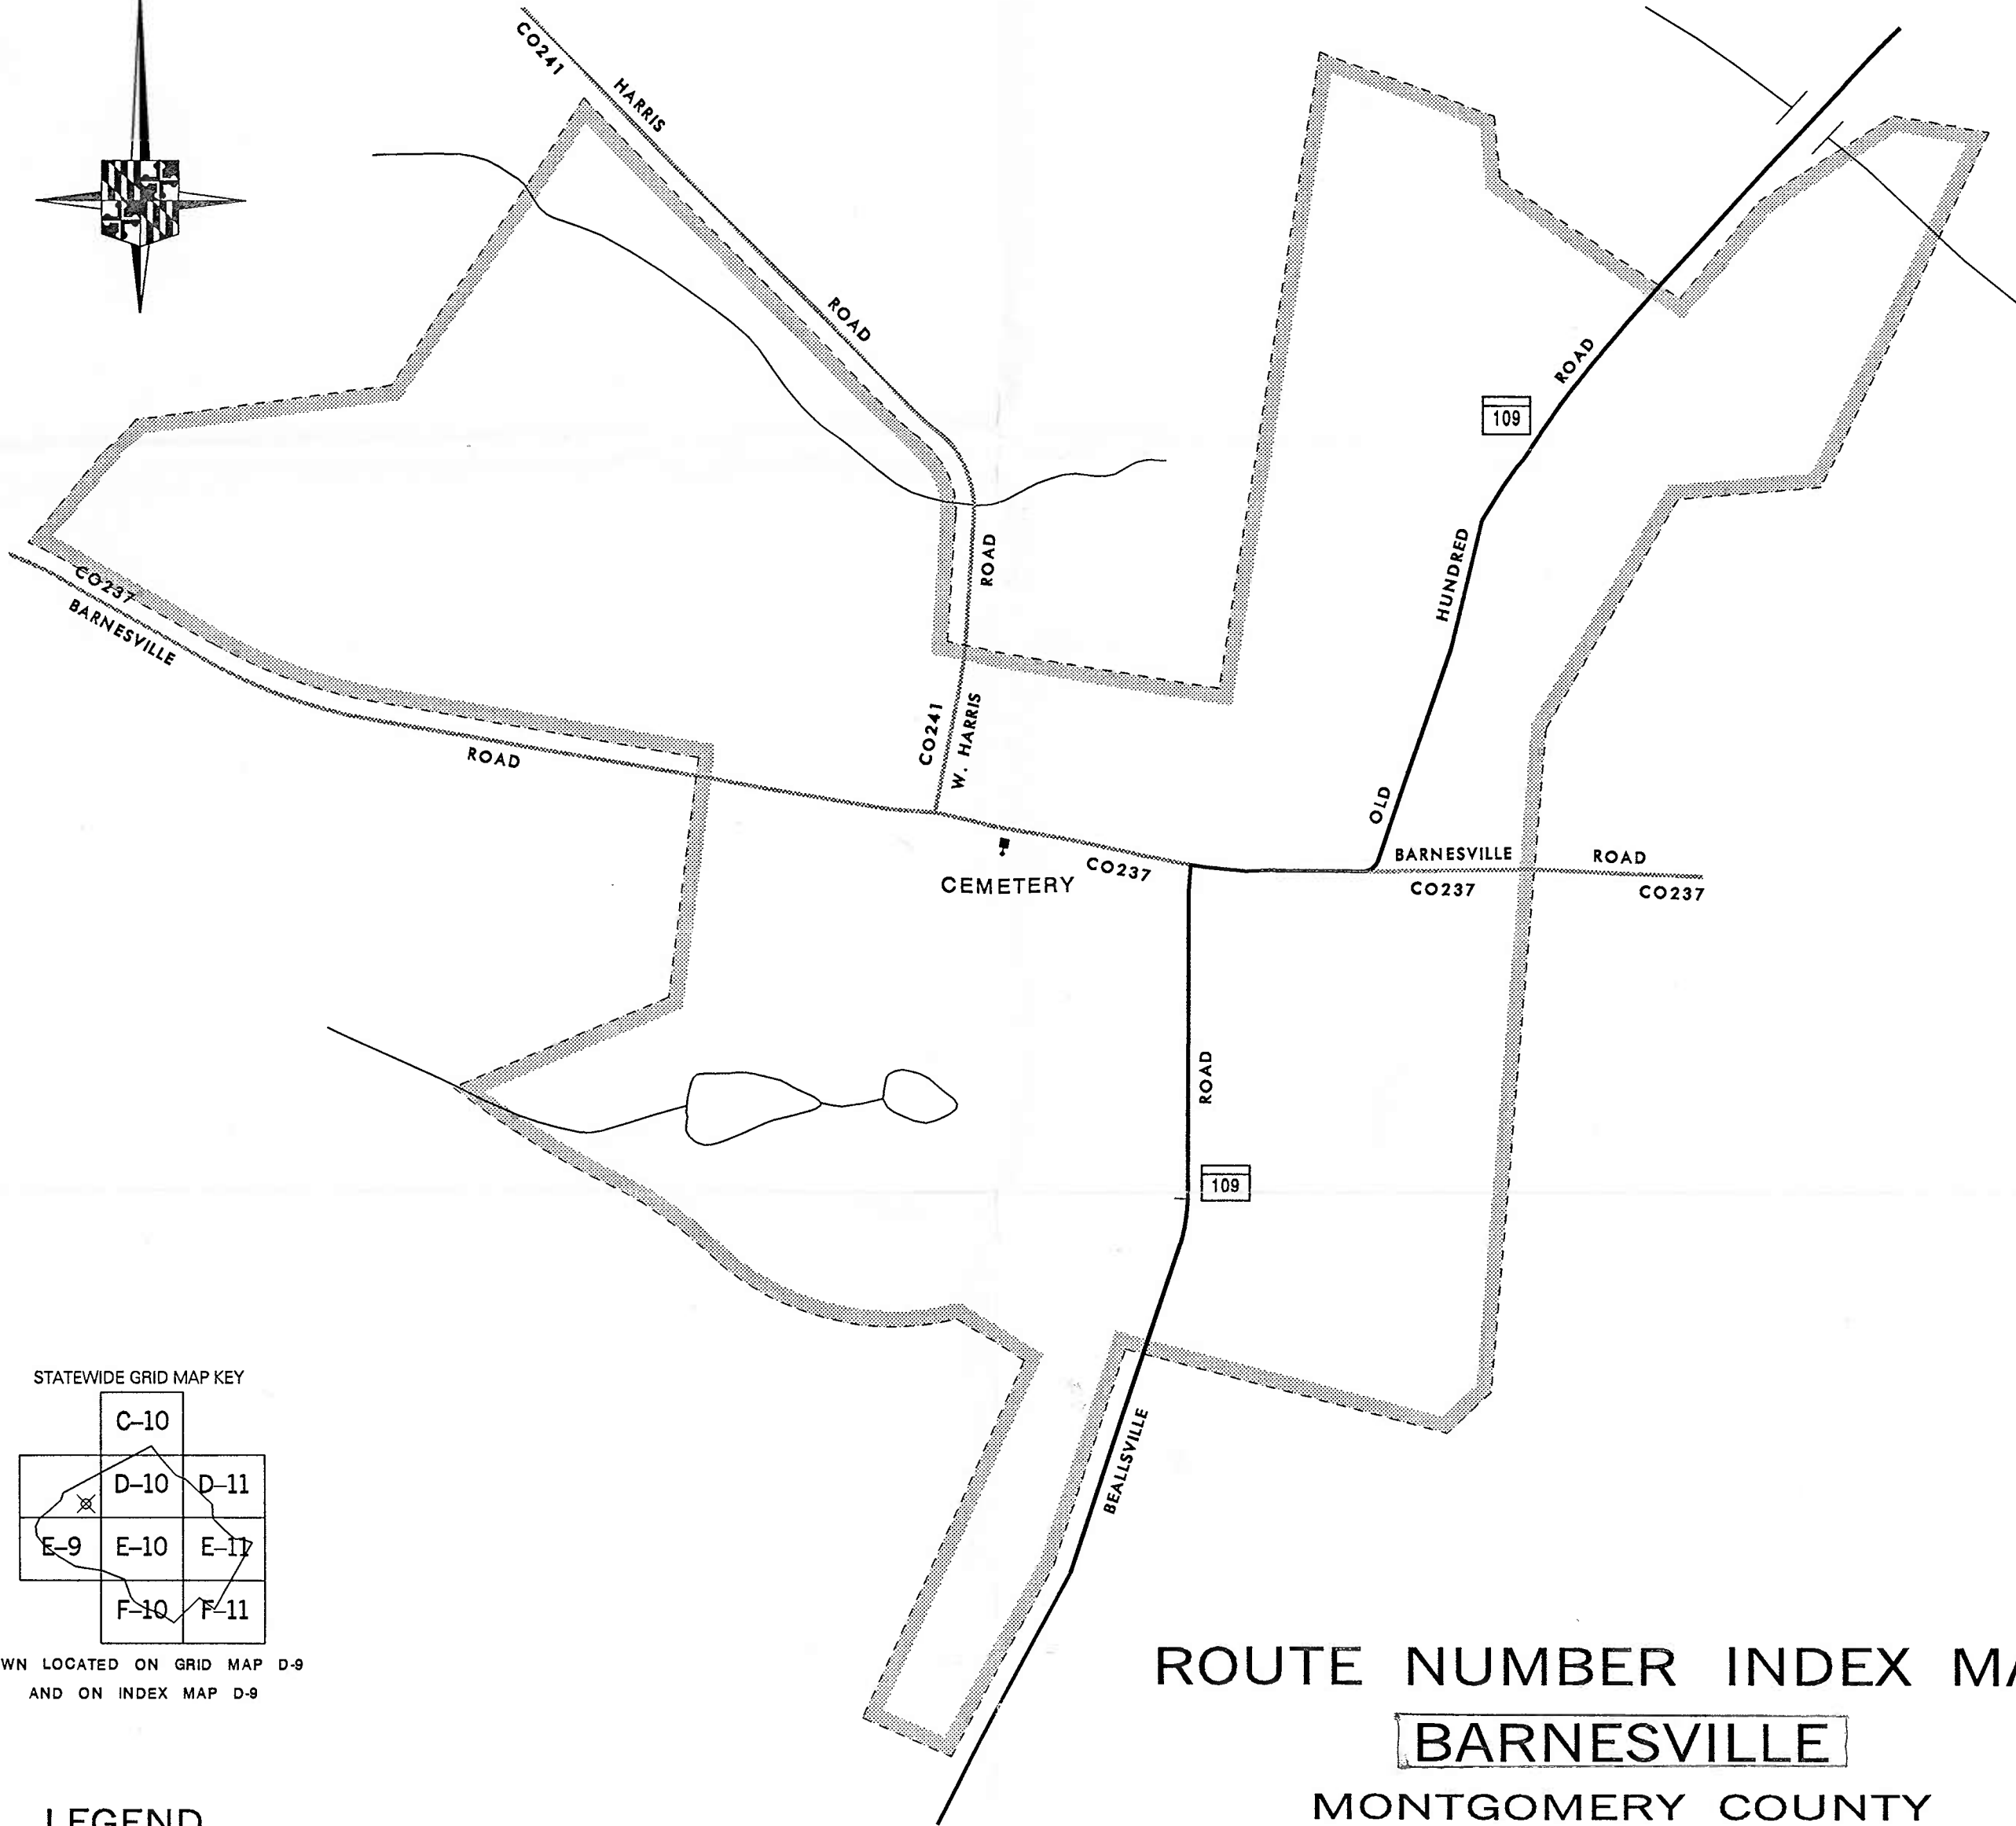 CO241
HARRIS
ROAD
109
ROAD
HUNDRED
OLD
ROAD
CO237
BARNESVILLE
ROAD
CO241
W. HARRIS
CO237
CEMETERY
BARNESVILLE
ROAD
CO237
CO237
ROAD
109
BEALLSVILLE
STATEWIDE GRID MAP KEY
C-10
D-10
D-11
E-9
E-10
E-11
F-10
F-11
WN LOCATED ON GRID MAP D-9
AND ON INDEX MAP D-9
LEGEND
ROUTE NUMBER INDEX MA
BARNESVILLE
MONTGOMERY COUNTY